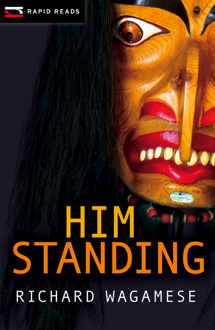 RAPID READS
HIM
STANDING
RICHARD WAGAMESE